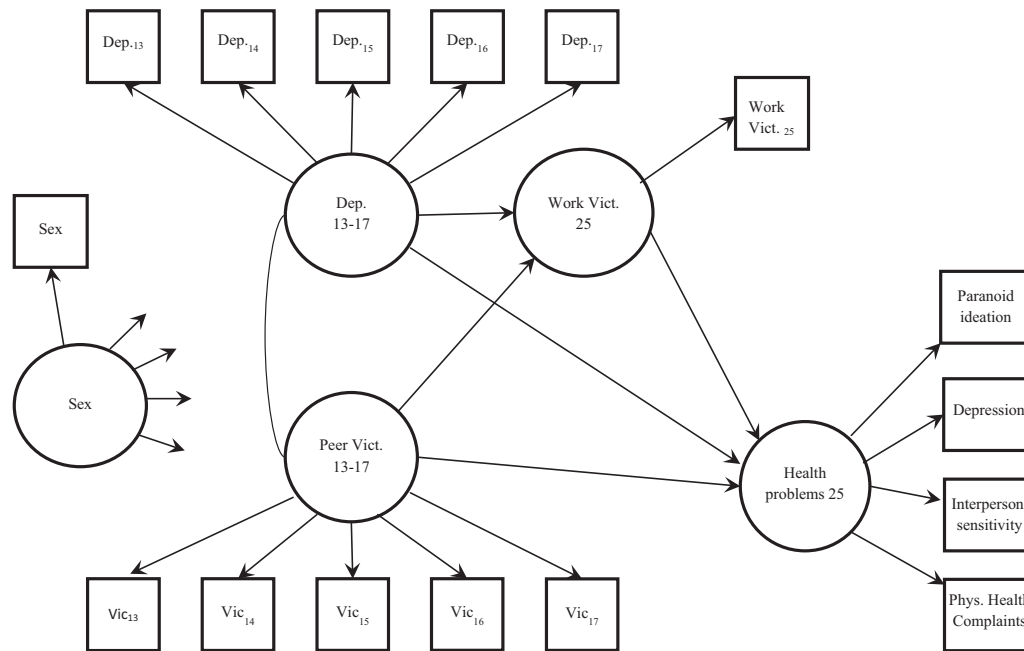 Dep.13
Dep.14
Dep.15
Dep.16
Dep.17
Work
Vict. 25
Sex
Dep.
13-17
Work Vict.
25
Paranoid
ideation
Sex
Depression
Peer Vict.
13-17
Health
problems 25
Interperson
sensitivity
Vic13
Vic14
Vic15
Vic16
Vic17
Phys. Health
Complaints